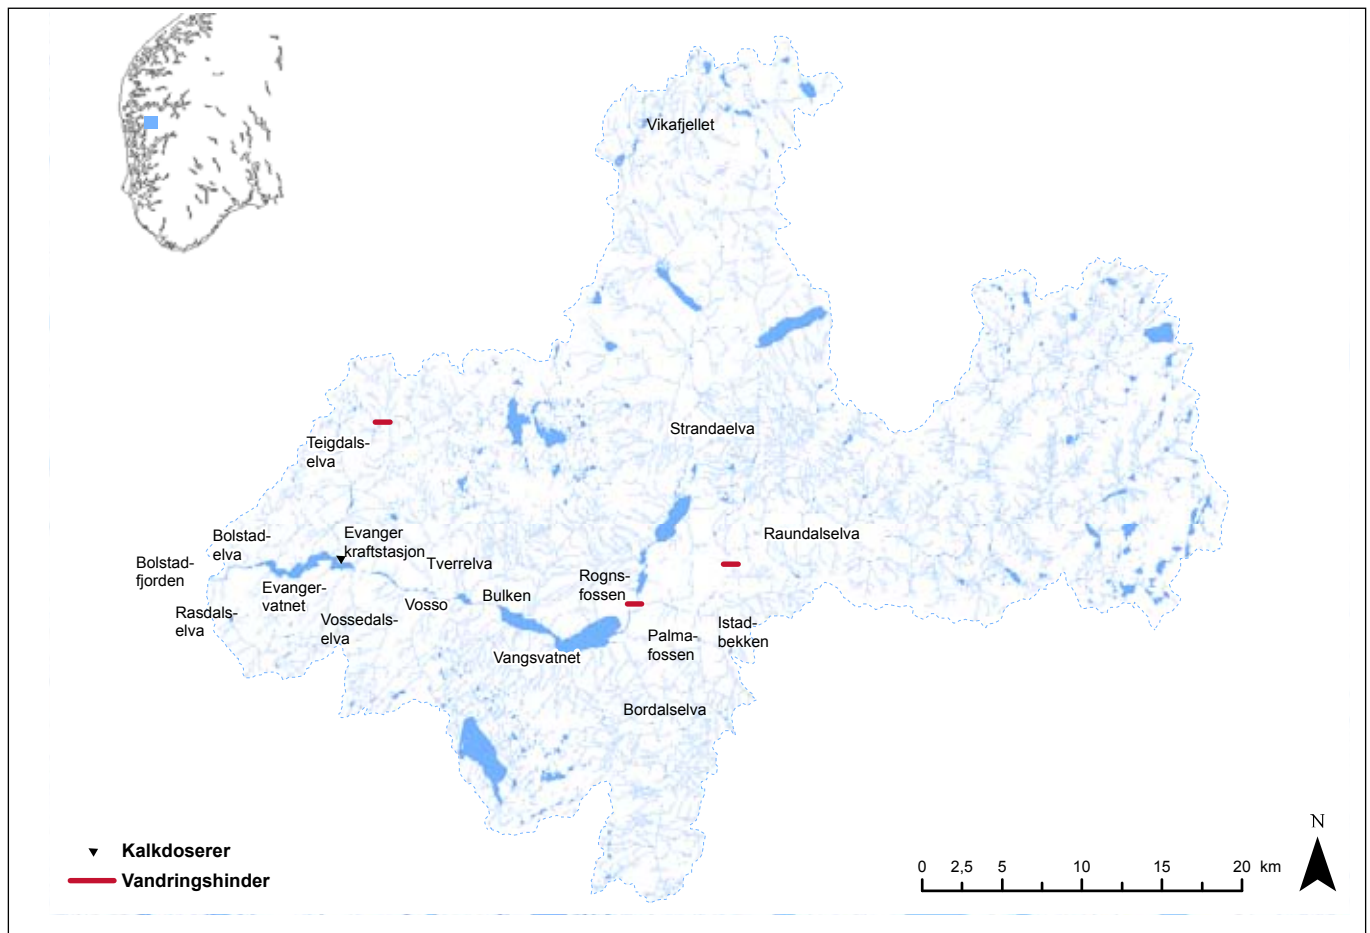 Vikafjellet
Strandaelva
Teigdals-
elva
Raundalselva
Bolstad-
elva
Evanger
kraftstasjon
Bolstad-
fjorden
Tverrelva
Rogns-
fossen
Evanger-
vatnet
Bulken
Vosso
Rasdals-
elva
Vossedals-
elva
Istad-
bekken
Palma-
fossen
Vangsvatnet
Bordalselva
N
Kalkdoserer
Vandringshinder
0 2,5 5 10 15 20 km